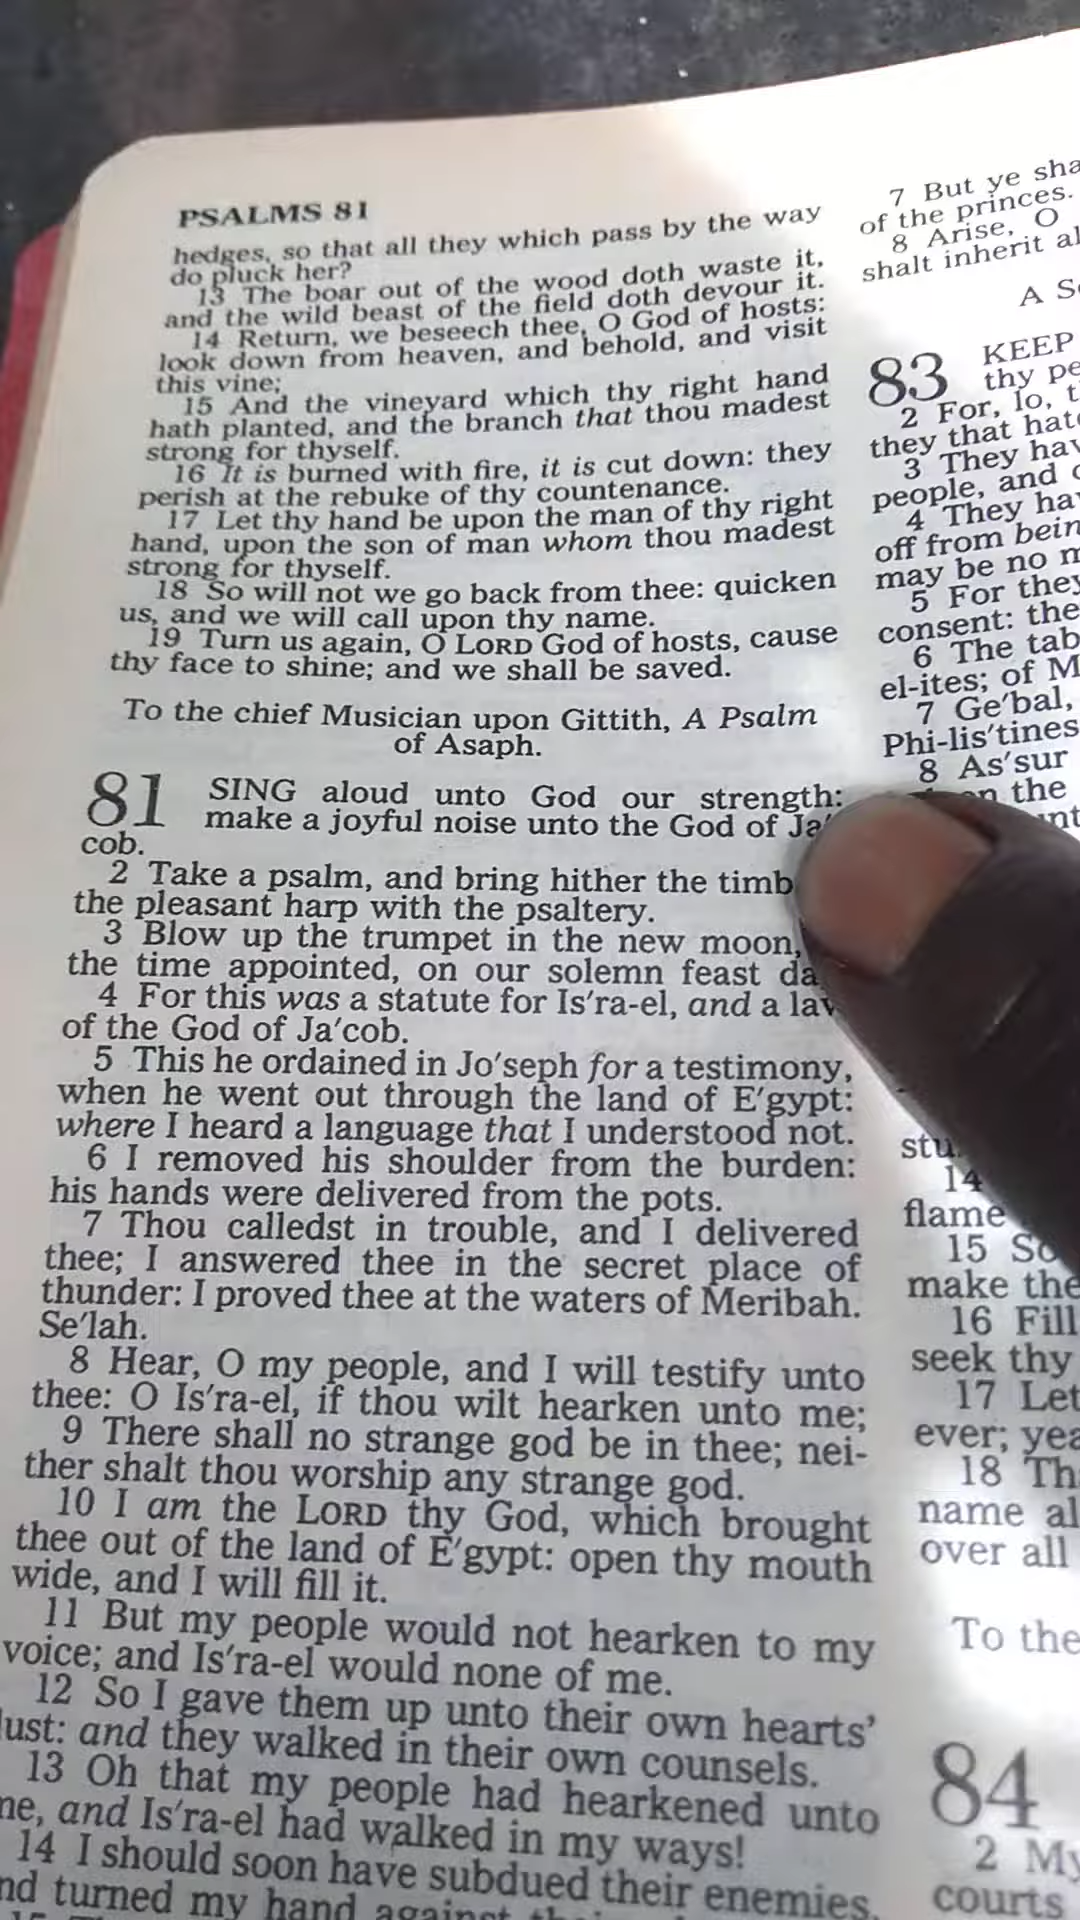 PSALMS 81
hedges, so that all they which pass by the way
do pluck her?
13 The boar out of the wood doth waste it,
and the wild beast of the field doth devour it.
14 Return, we beseech thee, O God of hosts:
look down from heaven, and behold, and visit
this vine;
15 And the vineyard which thy right hand
hath planted, and the branch that thou madest
strong for thyself.
16 It is burned with fire, it is cut down: they
perish at the rebuke of thy countenance.
17 Let thy hand be upon the man of thy right
hand, upon the son of man whom thou madest
strong for thyself.
18 So will not we go back from thee: quicken
us, and we will call upon thy name.
19 Turn us again, O LORD God of hosts, cause
thy face to shine; and we shall be saved.
To the chief Musician upon Gittith, A Psalm
of Asaph.
81 SING aloud unto God our strength:
make a joyful noise unto the God of Ja'
cob.
2 Take a psalm, and bring hither the
the pleasant harp with the psaltery.
3 Blow up the trumpet in the new moon,
the time appointed, on our solemn feast
4 For this was a statute for Is'ra-el, and a
of the God of Ja'cob.
5 This he ordained in Jo'seph for a testimony,
when he went out through the land of E'gypt:
where I heard a language that I understood not.
6 I removed his shoulder from the burden:
his hands were delivered from the pots.
7 Thou calledst in trouble, and I delivered
thee; I answered thee in the secret place of
thunder: I proved thee at the waters of Meribah.
Se'lah.
8 Hear, O my people, and I will testify unto
thee: O Is'ra-el, if thou wilt hearken unto me;
9 There shall no strange god be in thee; nei-
ther shalt thou worship any strange god.
10 I am the LORD thy God, which brought
thee out of the land of E'gypt: open thy mouth
wide, and I will fill it.
11 But my people would not hearken to my
voice; and Is'ra-el would none of me.
12 So I gave them up unto their own hearts'
lust: and they walked in their own counsels.
13 Oh that my people had hearkened unto
me, and Is'ra-el had walked in my ways!
14 I should soon have subdued their enemies,
and turned my hand against
7 But ye
of the princes.
8 Arise, O
shalt inherit
A
83 KEEP
thy
2 For, lo,
they that
3 They
people, and
4 They
off from
may be no
5 For they
consent:
6 The
el-ites; of
7 Ge'bal,
Phi-lis'tines
8 As'sur
the
14
flame
15
make
16 Fill
seek thy
17 Let
ever;
18
name
over all
To the
84
2 My
courts